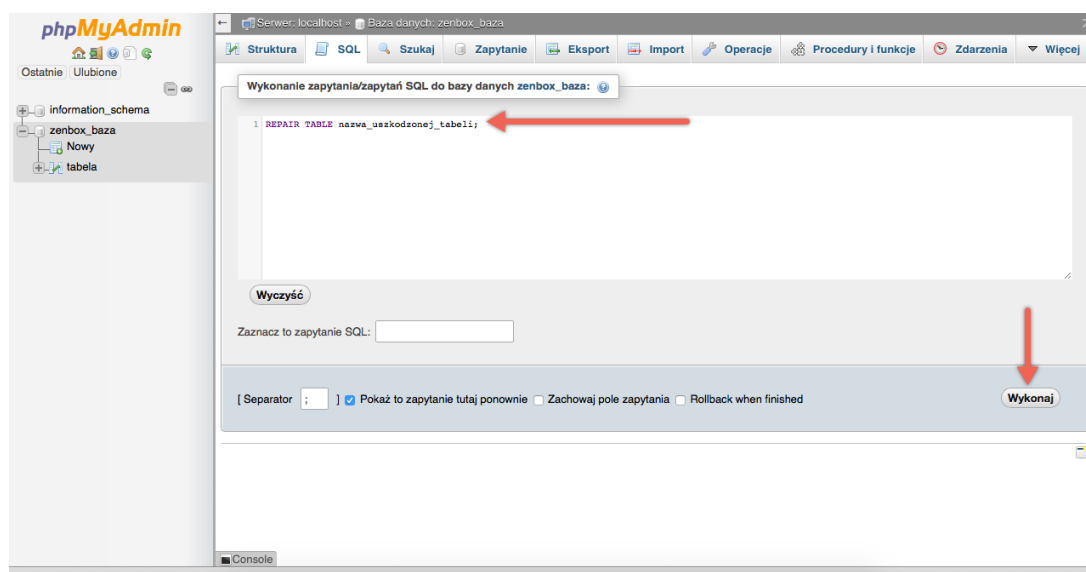 phpMyAdmin
Ostatnie Ulubione
information_schema
zenbox_baza
Nowy
tabela
Serwer: localhost » Baza danych: zenbox_baza
Struktura SQL Szukaj Zapytanie Eksport Import Operacje Procedury i funkcje Zdarzenia Więcej
Wykonanie zapytania/zapytań SQL do bazy danych zenbox_baza:
1 REPAIR TABLE nazwa_uszkodzonej_tabeli;
Wyczyść
Zaznacz to zapytanie SQL:
[ Separator ; ] Pokaż to zapytanie tutaj ponownie Zachowaj pole zapytania Rollback when finished Wykonaj
Console